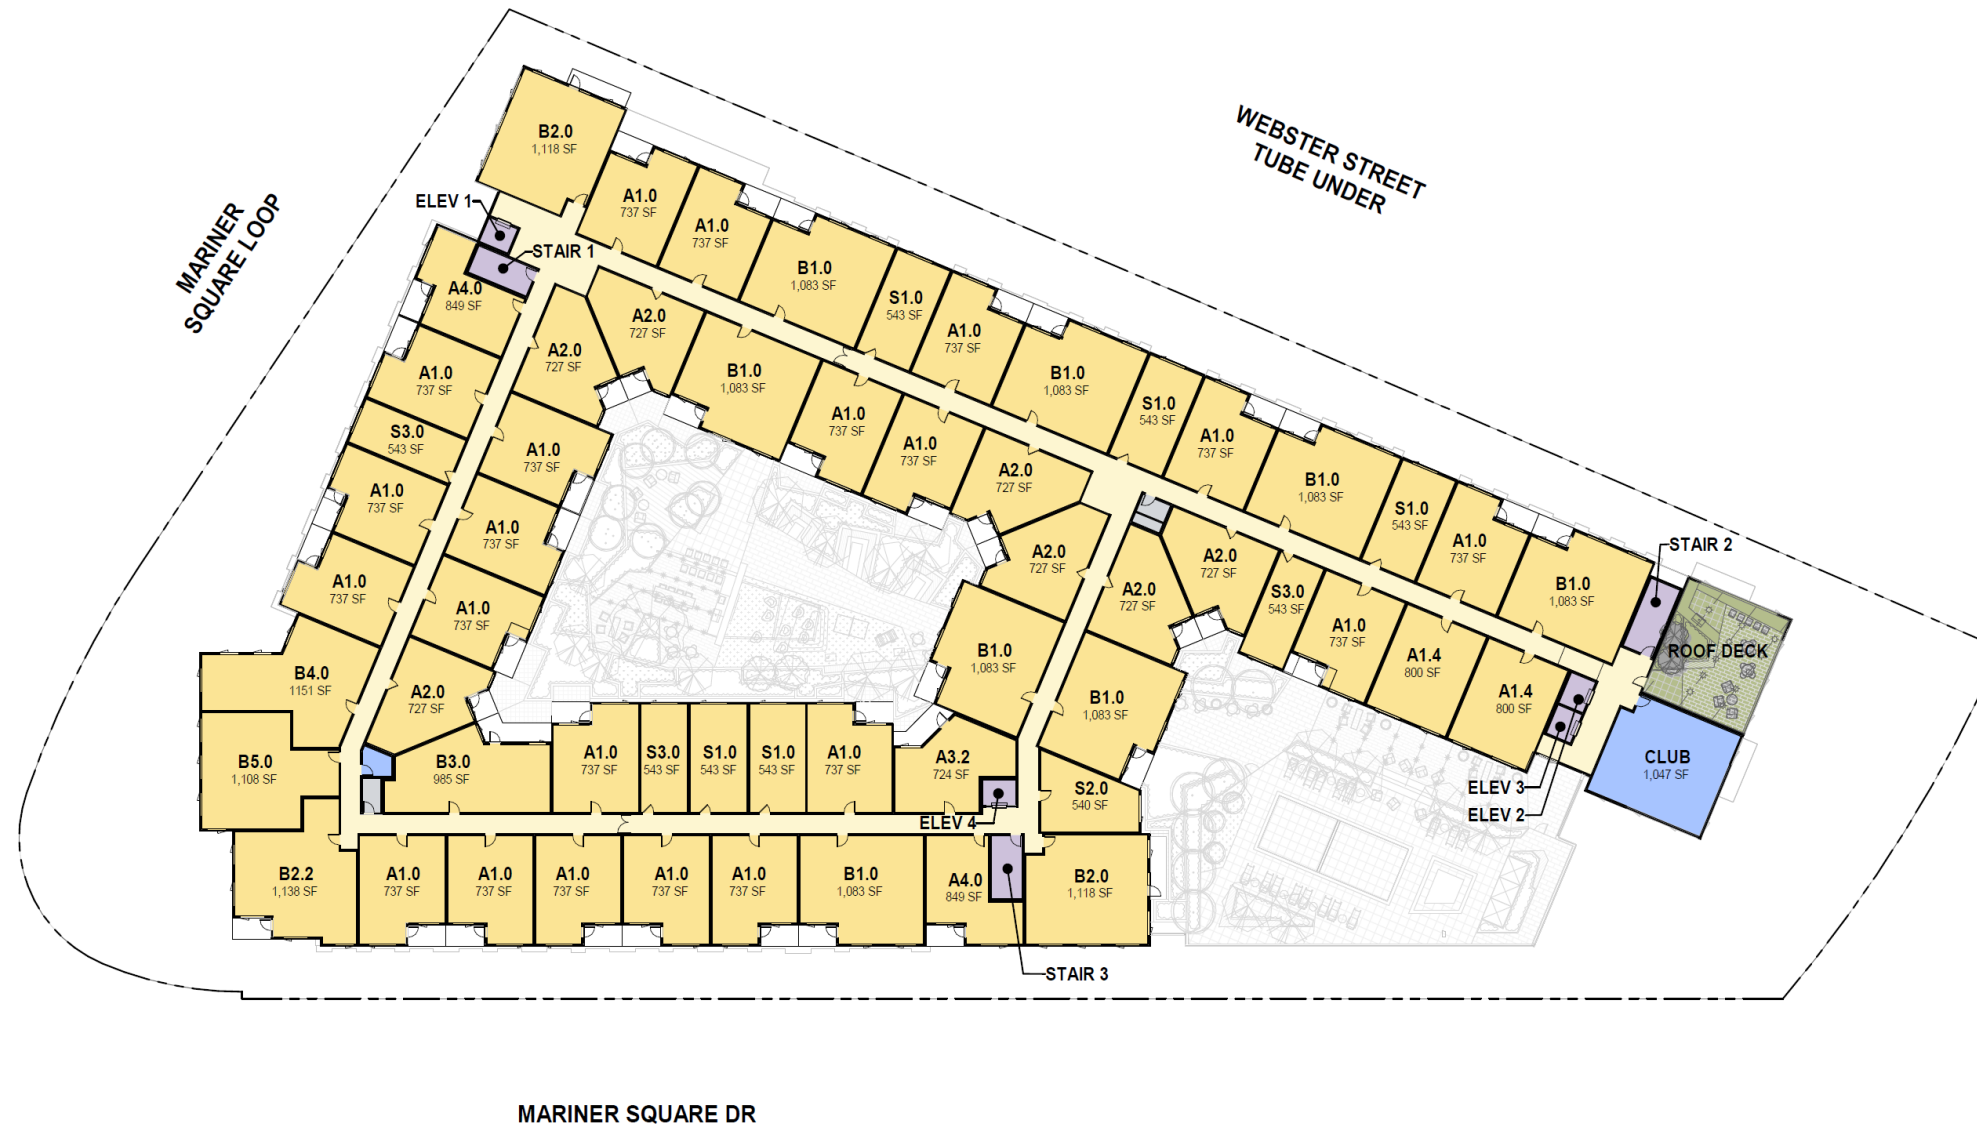 WEBSTER STREET
TUBE UNDER
MARINER
SQUARE LOOP
B2.0
1,118 SF
ELEV 1
STAIR 1
A1.0
737 SF
A1.0
737 SF
B1.0
1,083 SF
S1.0
543 SF
A1.0
737 SF
B1.0
1,083 SF
S1.0
543 SF
A1.0
737 SF
B1.0
1,083 SF
S1.0
543 SF
A1.0
737 SF
B1.0
1,083 SF
STAIR 2
ROOF DECK
CLUB
1,047 SF
ELEV 3
ELEV 2
A4.0
849 SF
A1.0
737 SF
S3.0
543 SF
A1.0
737 SF
A1.0
737 SF
B4.0
1151 SF
B5.0
1,108 SF
B2.2
1,138 SF
A2.0
727 SF
A2.0
727 SF
B1.0
1,083 SF
A1.0
737 SF
A1.0
737 SF
A2.0
727 SF
A2.0
727 SF
B1.0
1,083 SF
A1.0
737 SF
A1.0
737 SF
A1.0
737 SF
A2.0
727 SF
B3.0
985 SF
A1.0
737 SF
S3.0
543 SF
S1.0
543 SF
S1.0
543 SF
A1.0
737 SF
A3.2
724 SF
ELEV 4
A2.0
727 SF
A2.0
727 SF
S3.0
543 SF
A1.0
737 SF
A1.4
800 SF
A1.4
800 SF
B1.0
1,083 SF
S2.0
540 SF
A1.0
737 SF
A1.0
737 SF
A1.0
737 SF
A1.0
737 SF
A1.0
737 SF
B1.0
1,083 SF
A4.0
849 SF
B2.0
1,118 SF
STAIR 3
MARINER SQUARE DR